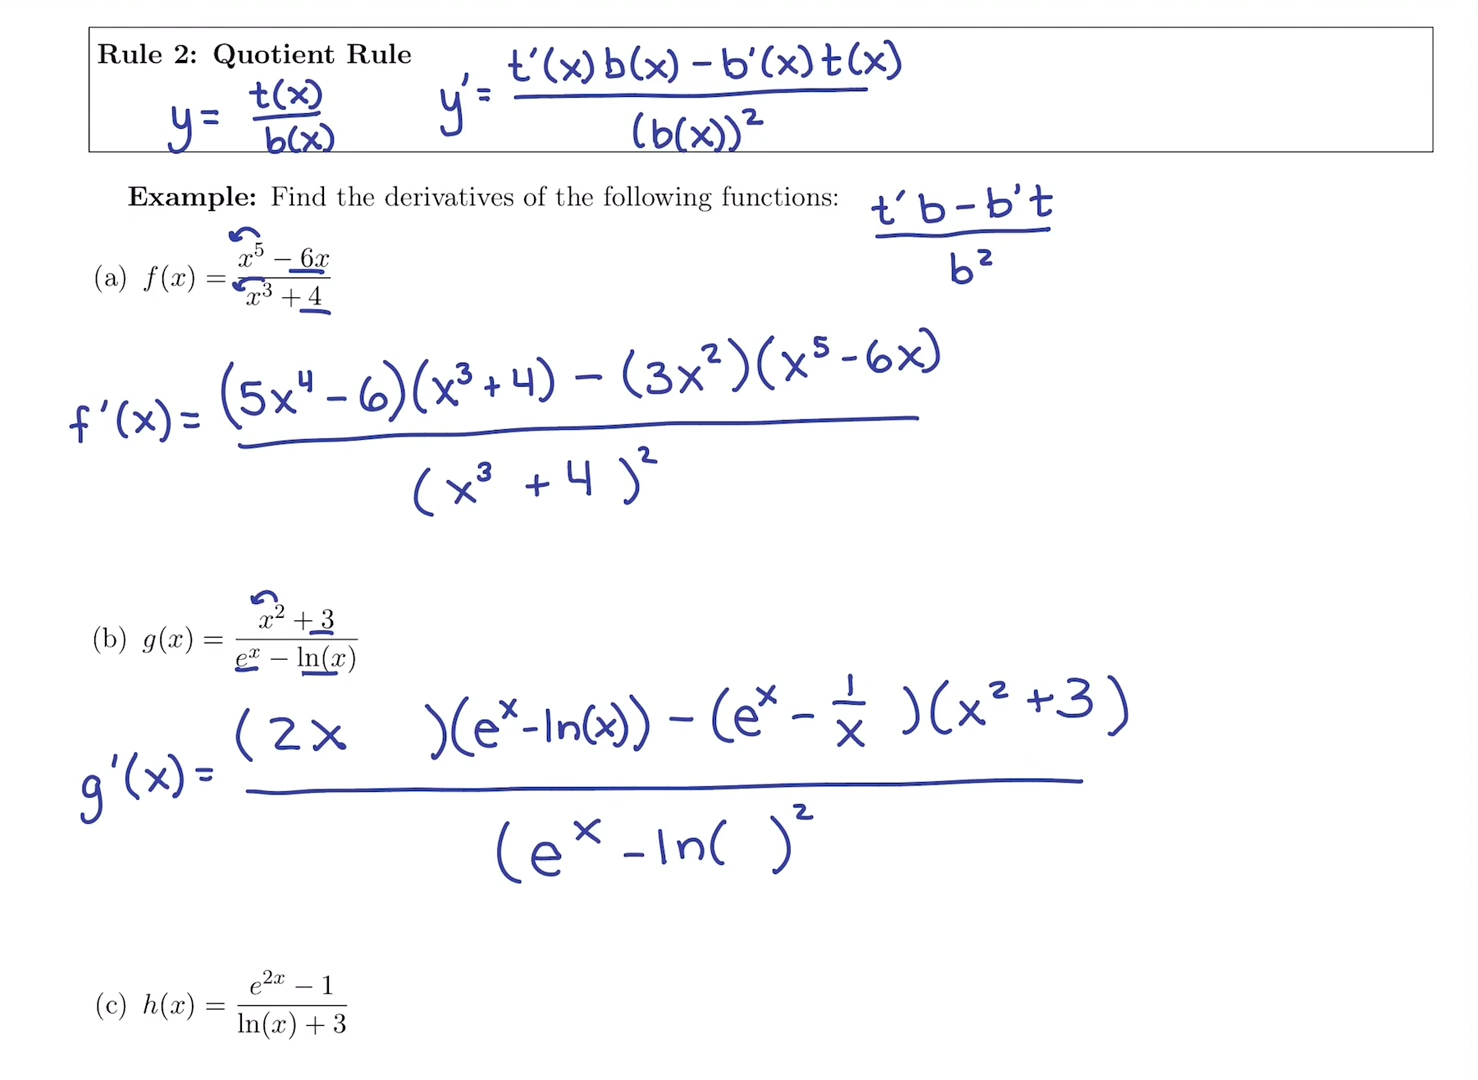 Rule 2: Quotient Rule
y = t(x)/b(x)    y' = (t'(x)b(x) - b'(x)t(x))/(b(x))²
Example: Find the derivatives of the following functions:
(t'b - b't)/b²
(a) f(x) = (x⁵ − 6x)/(x³ + 4)
f'(x) = ((5x⁴ - 6)(x³ + 4) - (3x²)(x⁵ - 6x))/(x³ + 4)²
(b) g(x) = (x² + 3)/(eˣ − ln(x))
g'(x) = ((2x )(eˣ - ln(x)) - (eˣ - 1/x )(x² + 3))/(eˣ - ln( )²
(c) h(x) = (e²ˣ − 1)/(ln(x) + 3)